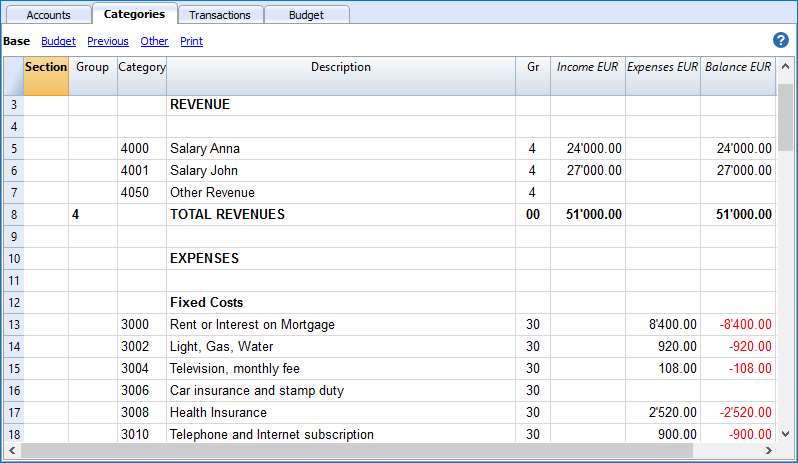 Accounts Categories Transactions Budget
Base Budget Previous Other Print ?
Section Group Category Description Gr Income EUR Expenses EUR Balance EUR
3 REVENUE
4
5 4000 Salary Anna 4 24'000.00 24'000.00
6 4001 Salary John 4 27'000.00 27'000.00
7 4050 Other Revenue 4
8 4 TOTAL REVENUES 00 51'000.00 51'000.00
9
10 EXPENSES
11
12 Fixed Costs
13 3000 Rent or Interest on Mortgage 30 8'400.00 -8'400.00
14 3002 Light, Gas, Water 30 920.00 -920.00
15 3004 Television, monthly fee 30 108.00 -108.00
16 3006 Car insurance and stamp duty 30
17 3008 Health Insurance 30 2'520.00 -2'520.00
18 3010 Telephone and Internet subscription 30 900.00 -900.00